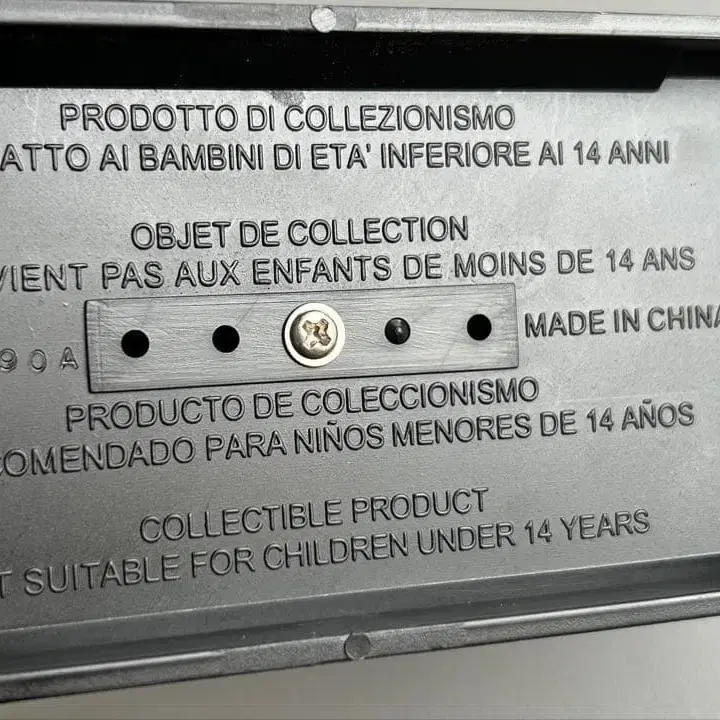 PRODOTTO DI COLLEZIONISMO
ATTO AI BAMBINI DI ETA' INFERIORE AI 14 ANNI
OBJET DE COLLECTION
VIENT PAS AUX ENFANTS DE MOINS DE 14 ANS
90A
MADE IN CHINA
PRODUCTO DE COLECCIONISMO
COMENDADO PARA NIÑOS MENORES DE 14 AÑOS
COLLECTIBLE PRODUCT
T SUITABLE FOR CHILDREN UNDER 14 YEARS